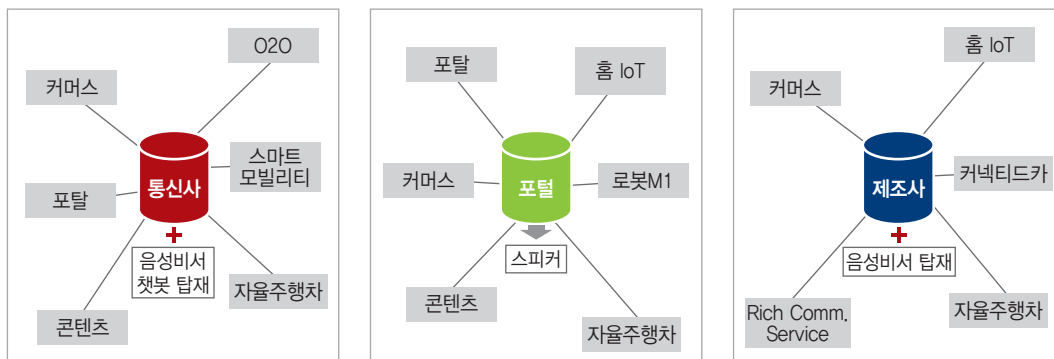 O2O
커머스
스마트
모빌리티
통신사
포탈
음성비서
챗봇 탑재
자율주행차
콘텐츠
포탈
홈 IoT
커머스
포털
로봇M1
스피커
콘텐츠
자율주행차
홈 IoT
커머스
커넥티드카
제조사
음성비서 탑재
Rich Comm.
Service
자율주행차